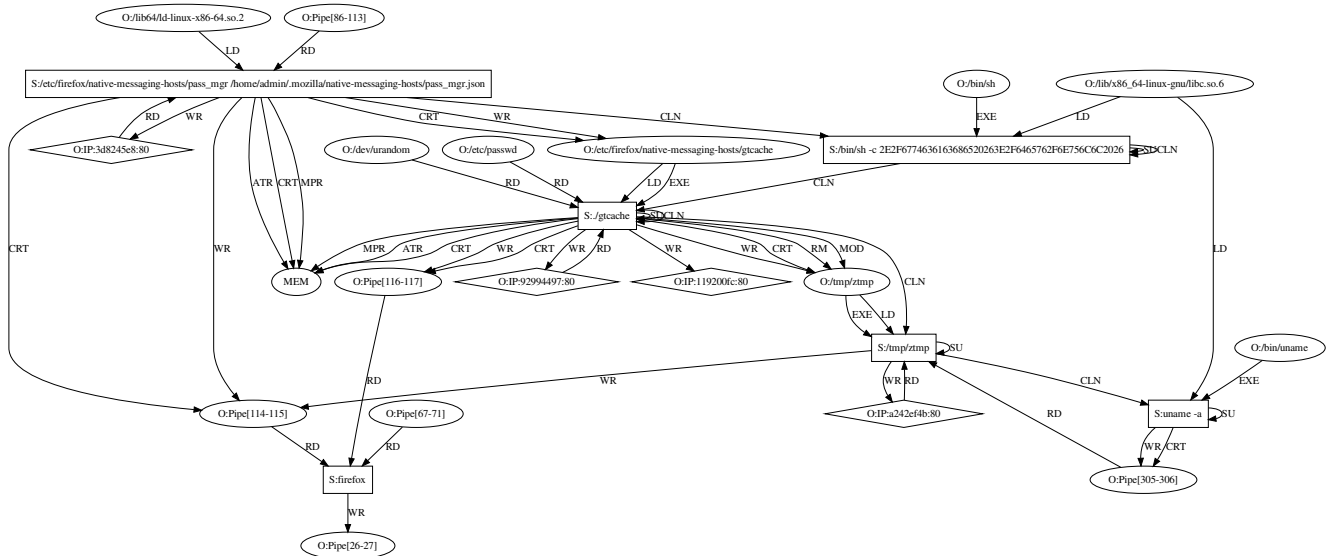 O:/lib64/ld-linux-x86-64.so.2
O:Pipe[86-113]
LD
RD
S:/etc/firefox/native-messaging-hosts/pass_mgr /home/admin/.mozilla/native-messaging-hosts/pass_mgr.json
O:/bin/sh
O:/lib/x86_64-linux-gnu/libc.so.6
RD
WR
CRT
WR
CLN
EXE
LD
O:IP:3d8245e8:80
O:/dev/urandom
O:/etc/passwd
O:/etc/firefox/native-messaging-hosts/gtcache
S:/bin/sh -c 2E2F6774636163686520263E2F6465762F6E756C6C2026
CLN
ATR
CRT
MPR
RD
RD
LD
EXE
CLN
S:./gtcache
CLN
CRT
WR
MPR
ATR
CRT
WR
CRT
WR
RD
WR
WR
CRT
RM
MOD
CLN
LD
MEM
O:Pipe[116-117]
O:IP:92994497:80
O:IP:119200fc:80
O:/tmp/ztmp
EXE
LD
S:/tmp/ztmp
SU
O:/bin/uname
RD
WR
WR
RD
CLN
EXE
O:Pipe[114-115]
O:Pipe[67-71]
O:IP:a242ef4b:80
RD
S:uname -a
SU
RD
RD
WR
CRT
S:firefox
O:Pipe[305-306]
WR
O:Pipe[26-27]